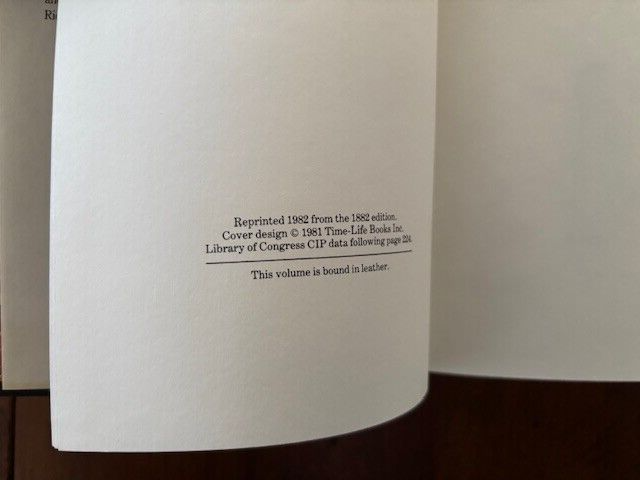 Reprinted 1982 from the 1882 edition.
Cover design © 1981 Time-Life Books Inc.
Library of Congress CIP data following page 224.
This volume is bound in leather.